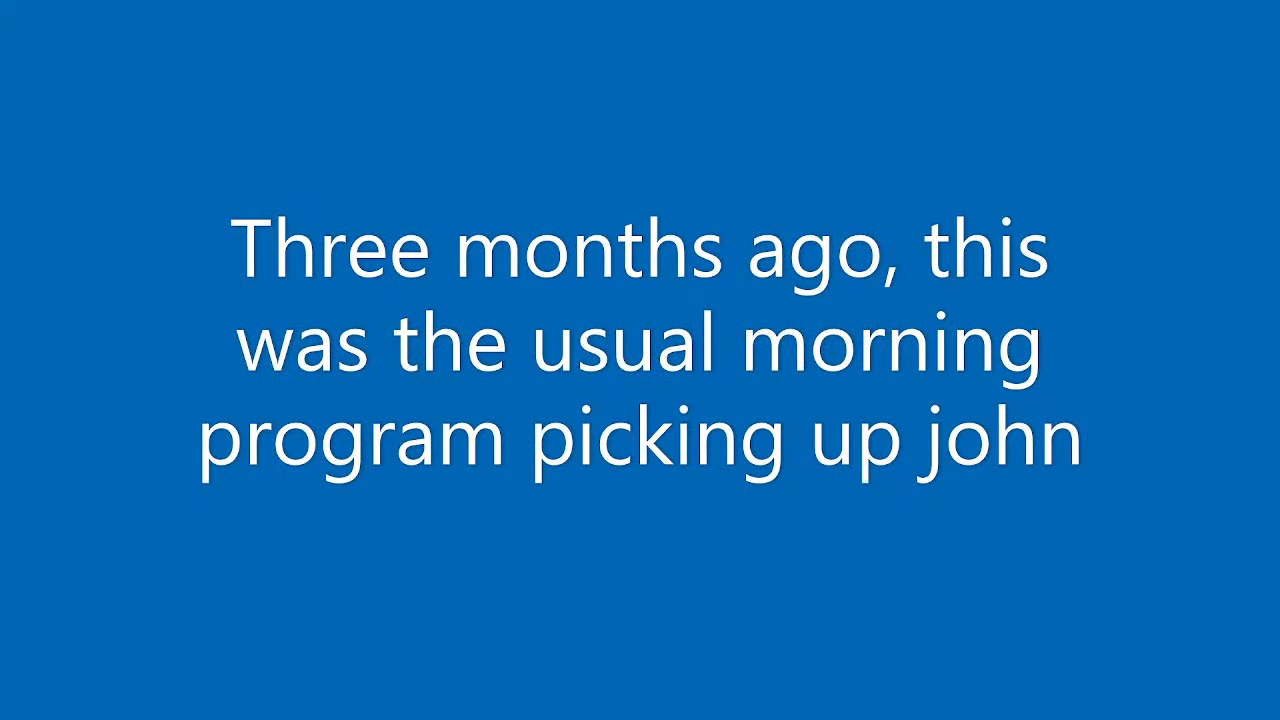 Three months ago, this
was the usual morning
program picking up john